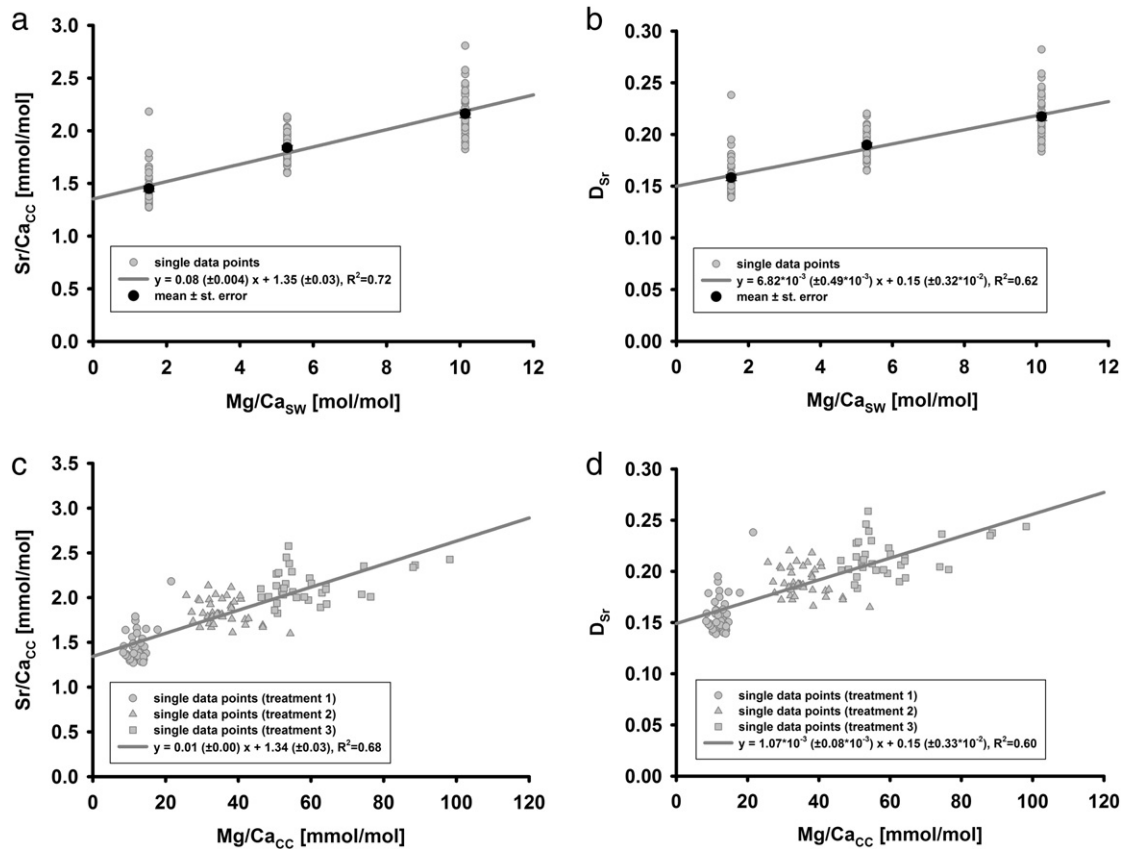 a
3.0
2.5
2.0
1.5
1.0
0.5
0.0
Sr/Ca_CC [mmol/mol]
single data points
y = 0.08 (±0.004) x + 1.35 (±0.03), R²=0.72
mean ± st. error
0 2 4 6 8 10 12
Mg/Ca_SW [mol/mol]
b
0.30
0.25
0.20
0.15
0.10
0.05
0.00
D_Sr
single data points
y = 6.82*10⁻³ (±0.49*10⁻³) x + 0.15 (±0.32*10⁻²), R²=0.62
mean ± st. error
0 2 4 6 8 10 12
Mg/Ca_SW [mol/mol]
c
3.5
3.0
2.5
2.0
1.5
1.0
0.5
0.0
Sr/Ca_CC [mmol/mol]
single data points (treatment 1)
single data points (treatment 2)
single data points (treatment 3)
y = 0.01 (±0.00) x + 1.34 (±0.03), R²=0.68
0 20 40 60 80 100 120
Mg/Ca_CC [mmol/mol]
d
0.30
0.25
0.20
0.15
0.10
0.05
0.00
D_Sr
single data points (treatment 1)
single data points (treatment 2)
single data points (treatment 3)
y = 1.07*10⁻³ (±0.08*10⁻³) x + 0.15 (±0.33*10⁻²), R²=0.60
0 20 40 60 80 100 120
Mg/Ca_CC [mmol/mol]